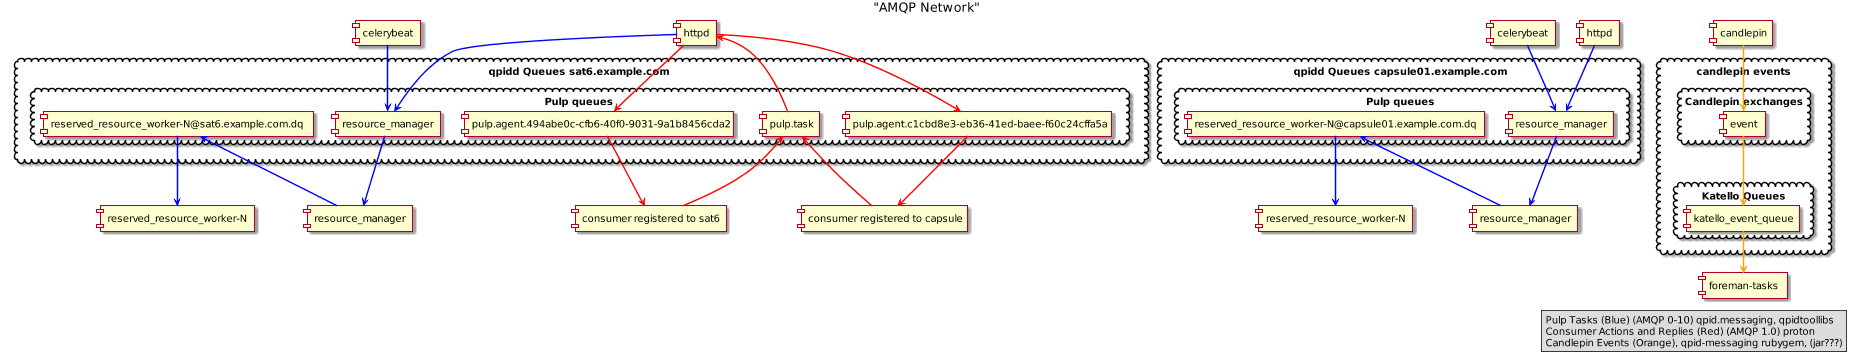 "AMQP Network"
celerybeat
httpd
celerybeat
httpd
candlepin
qpidd Queues sat6.example.com
qpidd Queues capsule01.example.com
candlepin events
Pulp queues
Pulp queues
Candlepin exchanges
reserved_resource_worker-N@sat6.example.com.dq
resource_manager
pulp.agent.494abe0c-cfb6-40f0-9031-9a1b8456cda2
pulp.task
pulp.agent.c1cbd8e3-eb36-41ed-baee-f60c24cffa5a
reserved_resource_worker-N@capsule01.example.com.dq
resource_manager
event
Katello Queues
reserved_resource_worker-N
resource_manager
consumer registered to sat6
consumer registered to capsule
reserved_resource_worker-N
resource_manager
katello_event_queue
foreman-tasks
Pulp Tasks (Blue) (AMQP 0-10) qpid.messaging, qpidtoollibs
Consumer Actions and Replies (Red) (AMQP 1.0) proton
Candlepin Events (Orange), qpid-messaging rubygem, (jar???)